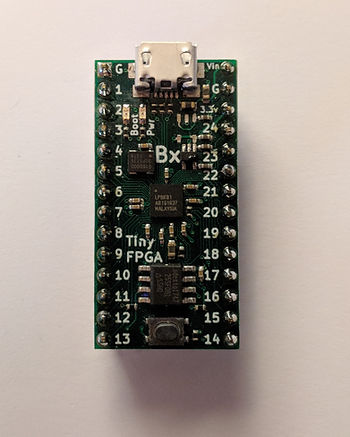 G Vin
1 G
2 3.3v
3 24
4 23
5 22
6 21
7 20
8 19
9 18
10 17
11 16
12 15
13 14
Boot
Pwr
Bx
MALAYSIA
Tiny
FPGA